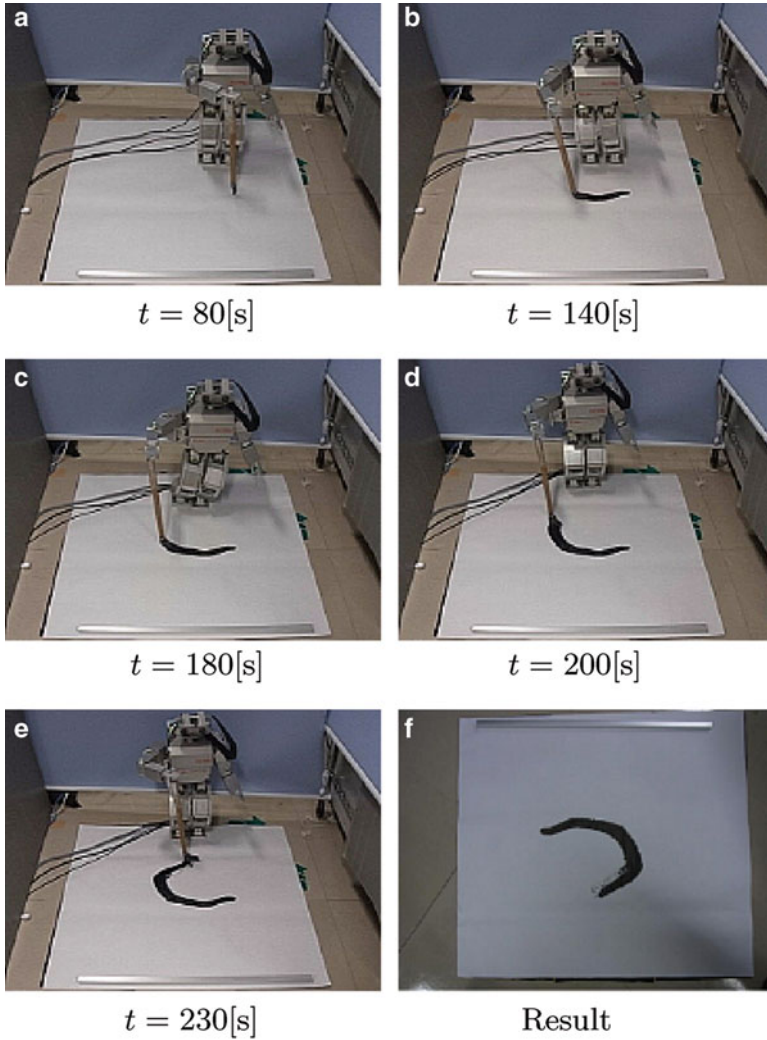 a
b
t = 80[s]
t = 140[s]
c
d
t = 180[s]
t = 200[s]
e
f
t = 230[s]
Result